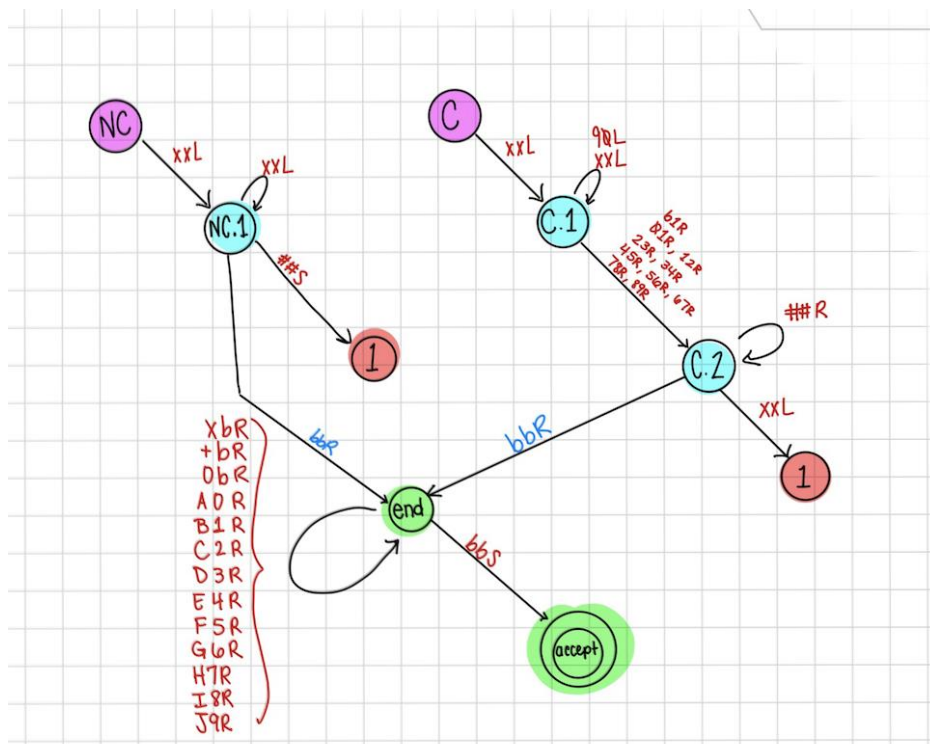 NC
xxL
xxL
NC.1
##S
1
C
xxL
xxL
C.1
b1R
12R
23R, 34R
45R, 56R, 67R
78R, 89R
C.2
##R
xxL
1
bbR
bbR
XbR
+bR
0bR
A0R
B1R
C2R
D3R
E4R
F5R
G6R
H7R
I8R
J9R
end
bbS
accept